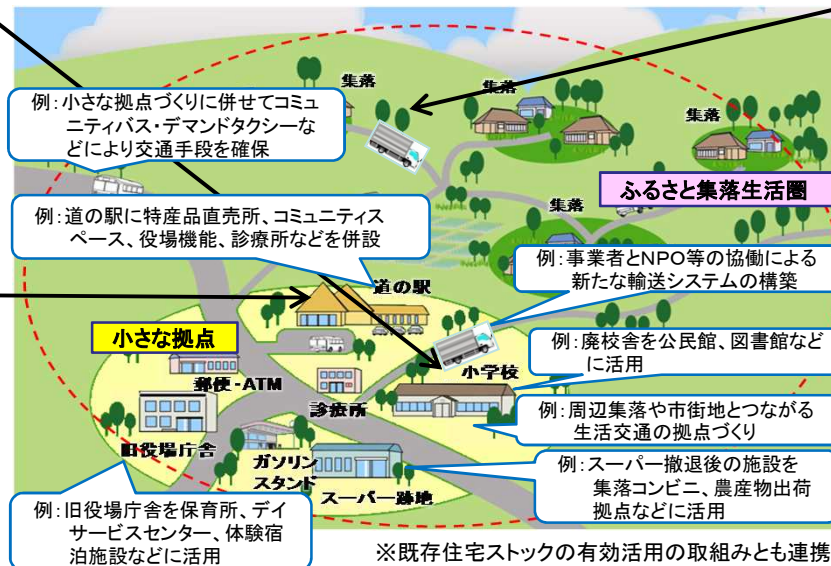 集落
集落
集落
例：小さな拠点づくりに併せてコミュ
ニティバス・デマンドタクシーな
どにより交通手段を確保
ふるさと集落生活圏
集落
例：道の駅に特産品直売所、コミュニティス
ペース、役場機能、診療所などを併設
例：事業者とNPO等の協働による
新たな輸送システムの構築
道の駅
小さな拠点
例：廃校舎を公民館、図書館など
に活用
小学校
郵便・ATM
診療所
例：周辺集落や市街地とつながる
生活交通の拠点づくり
旧役場庁舎
ガソリン
スタンド
スーパー跡地
例：スーパー撤退後の施設を
集落コンビニ、農産物出荷
拠点などに活用
例：旧役場庁舎を保育所、デイ
サービスセンター、体験宿
泊施設などに活用
※既存住宅ストックの有効活用の取組みとも連携